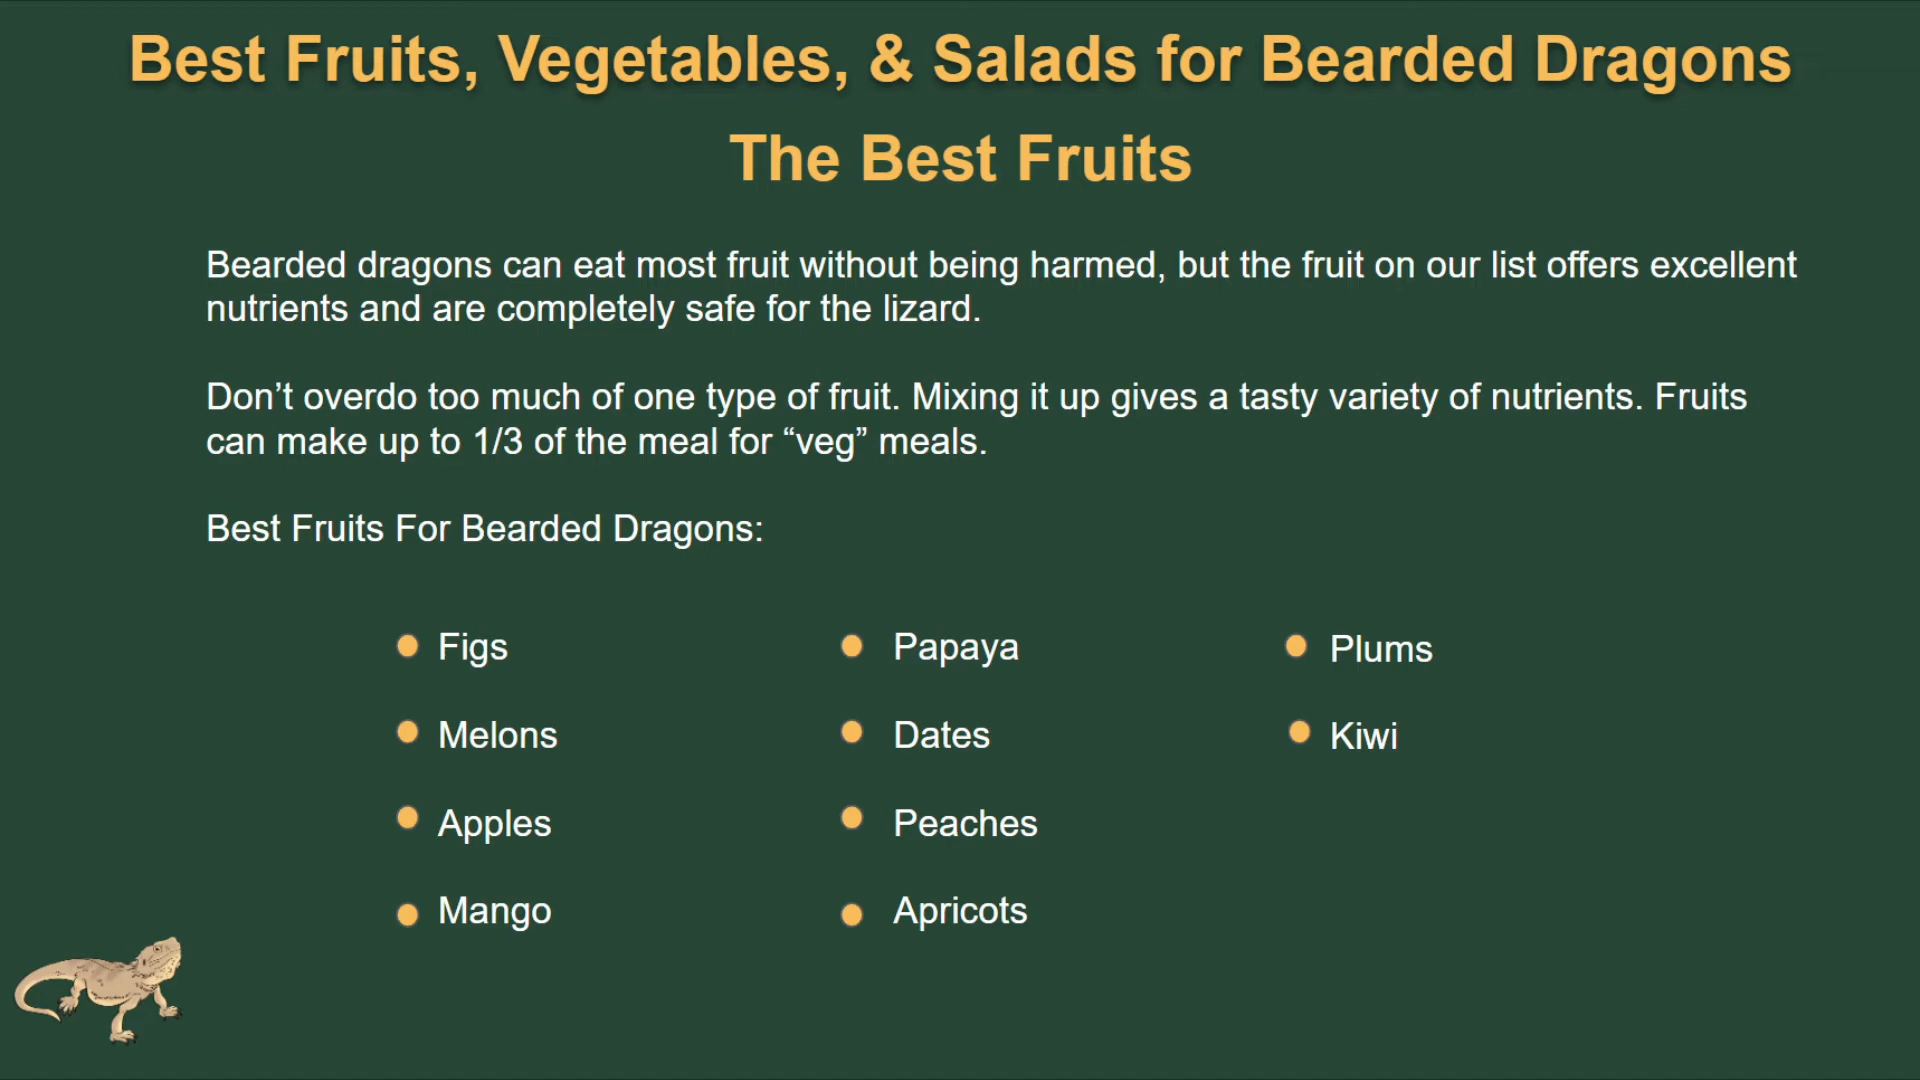 Best Fruits, Vegetables, & Salads for Bearded Dragons
The Best Fruits
Bearded dragons can eat most fruit without being harmed, but the fruit on our list offers excellent
nutrients and are completely safe for the lizard.
Don’t overdo too much of one type of fruit. Mixing it up gives a tasty variety of nutrients. Fruits
can make up to 1/3 of the meal for “veg” meals.
Best Fruits For Bearded Dragons:
Figs
Melons
Apples
Mango
Papaya
Dates
Peaches
Apricots
Plums
Kiwi